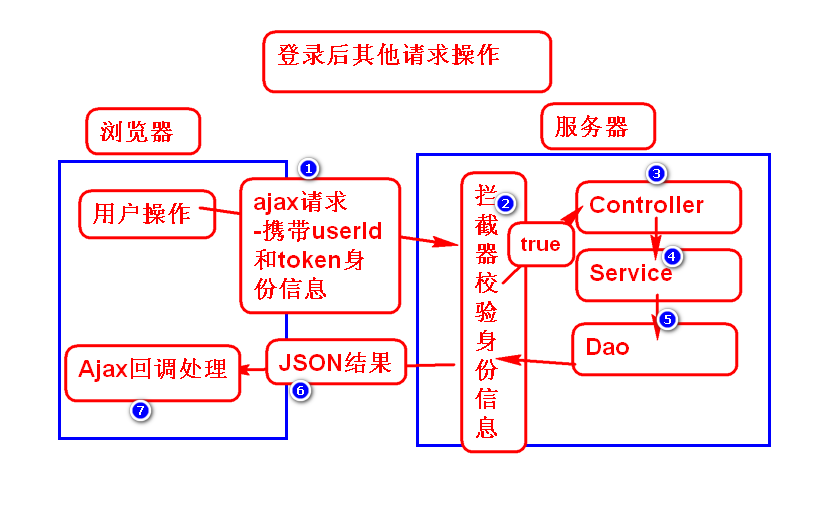 登录后其他请求操作
浏览器
服务器
1
用户操作
ajax请求
-携带userId
和token身
份信息
拦
截
器
校
验
身
份
信
息
2
true
3
Controller
4
Service
5
Dao
JSON结果
6
Ajax回调处理
7